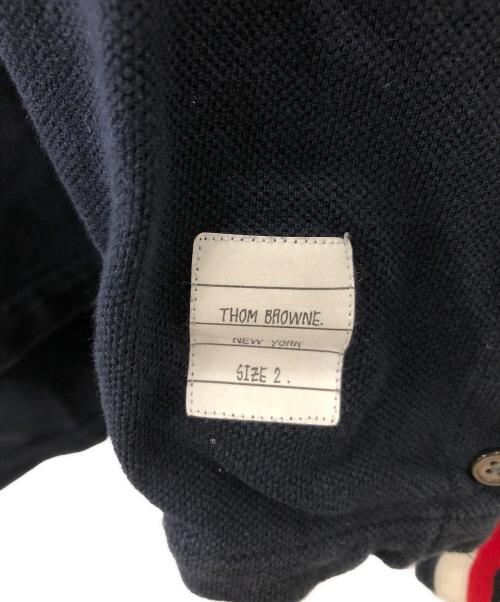 THOM BROWNE.
NEW YORK
SIZE 2.